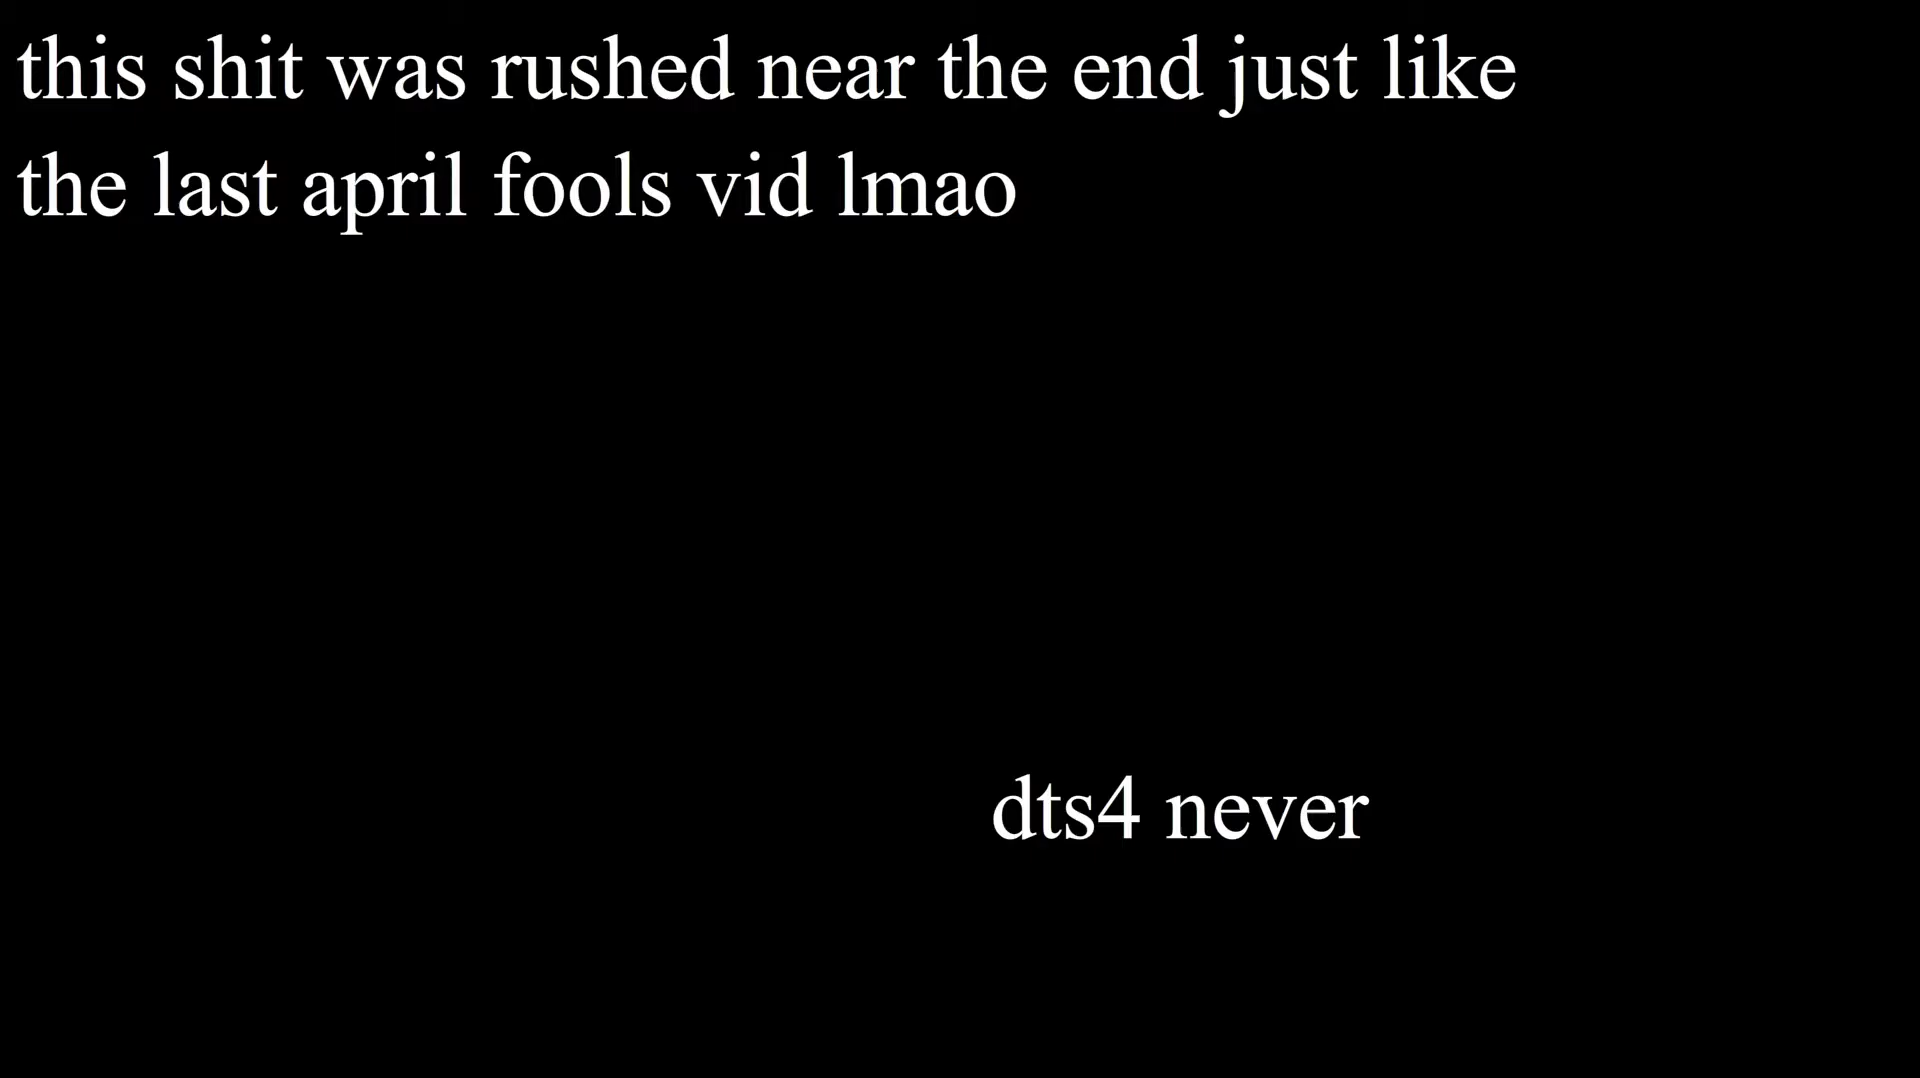 this shit was rushed near the end just like
the last april fools vid lmao
dts4 never